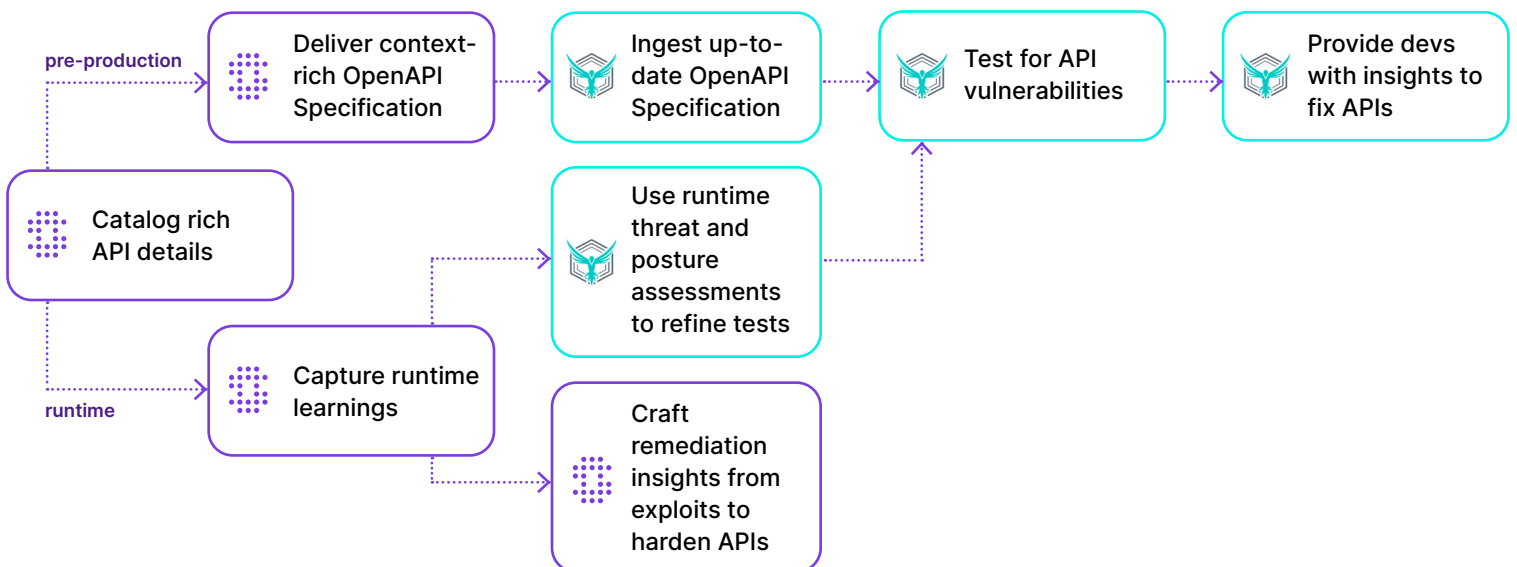 pre-production
Deliver context-
rich OpenAPI
Specification
Ingest up-to-
date OpenAPI
Specification
Test for API
vulnerabilities
Provide devs
with insights to
fix APIs
Catalog rich
API details
Use runtime
threat and
posture
assessments
to refine tests
runtime
Capture runtime
learnings
Craft
remediation
insights from
exploits to
harden APIs